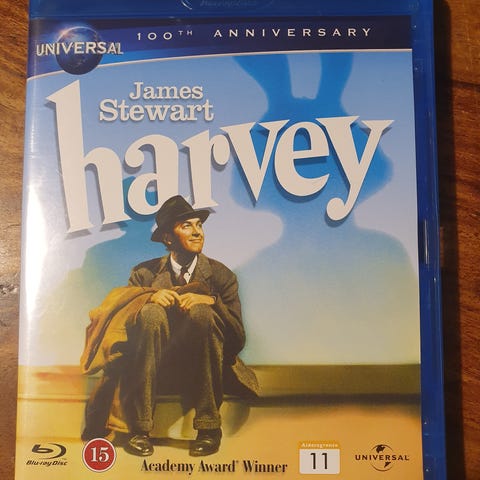 UNIVERSAL
100TH ANNIVERSARY
James
Stewart
harvey
Blu-ray Disc
15
Academy Award® Winner
Aldersgrense
11
UNIVERSAL